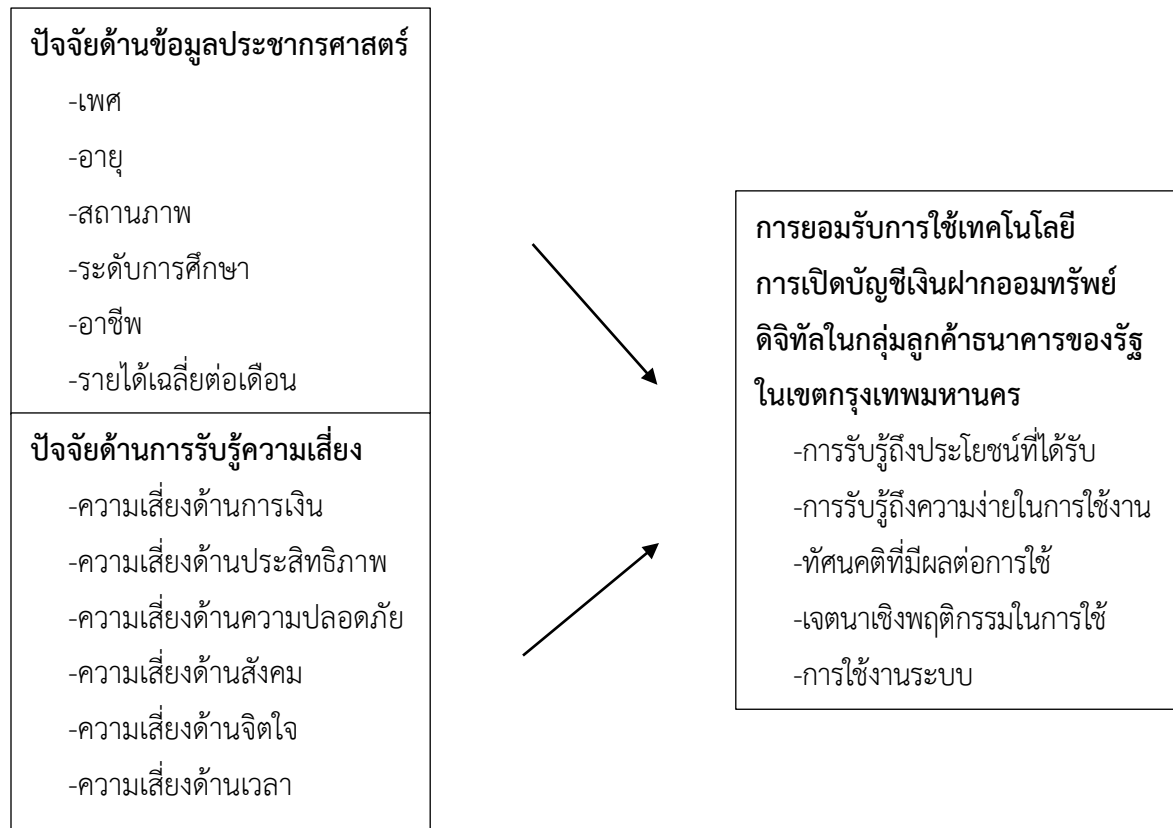 ปัจจัยด้านข้อมูลประชากรศาสตร์
-เพศ
-อายุ
-สถานภาพ
-ระดับการศึกษา
-อาชีพ
-รายได้เฉลี่ยต่อเดือน
ปัจจัยด้านการรับรู้ความเสี่ยง
-ความเสี่ยงด้านการเงิน
-ความเสี่ยงด้านประสิทธิภาพ
-ความเสี่ยงด้านความปลอดภัย
-ความเสี่ยงด้านสังคม
-ความเสี่ยงด้านจิตใจ
-ความเสี่ยงด้านเวลา
การยอมรับการใช้เทคโนโลยี
การเปิดบัญชีเงินฝากออมทรัพย์
ดิจิทัลในกลุ่มลูกค้าธนาคารของรัฐ
ในเขตกรุงเทพมหานคร
-การรับรู้ถึงประโยชน์ที่ได้รับ
-การรับรู้ถึงความง่ายในการใช้งาน
-ทัศนคติที่มีผลต่อการใช้
-เจตนาเชิงพฤติกรรมในการใช้
-การใช้งานระบบ